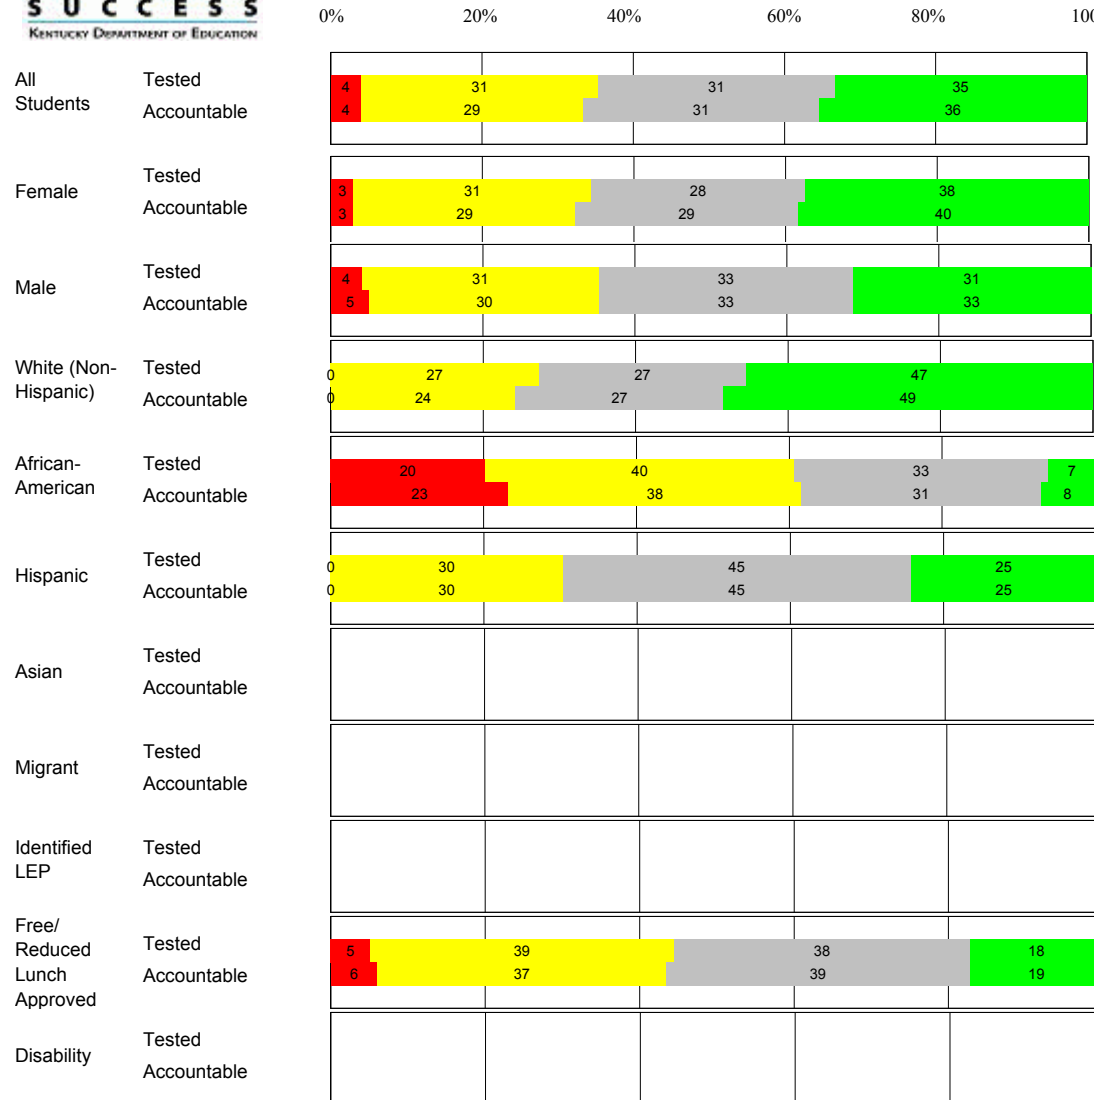 SUCCESS
KENTUCKY DEPARTMENT OF EDUCATION
0% 20% 40% 60% 80% 100
All Students
Tested 4 31 31 35
Accountable 4 29 31 36
Female
Tested 3 31 28 38
Accountable 3 29 29 40
Male
Tested 4 31 33 31
Accountable 5 30 33 33
White (Non-
Hispanic)
Tested 0 27 27 47
Accountable 0 24 27 49
African-
American
Tested 20 40 33 7
Accountable 23 38 31 8
Hispanic
Tested 0 30 45 25
Accountable 0 30 45 25
Asian
Tested
Accountable
Migrant
Tested
Accountable
Identified
LEP
Tested
Accountable
Free/
Reduced
Lunch
Approved
Tested 5 39 38 18
Accountable 6 37 39 19
Disability
Tested
Accountable